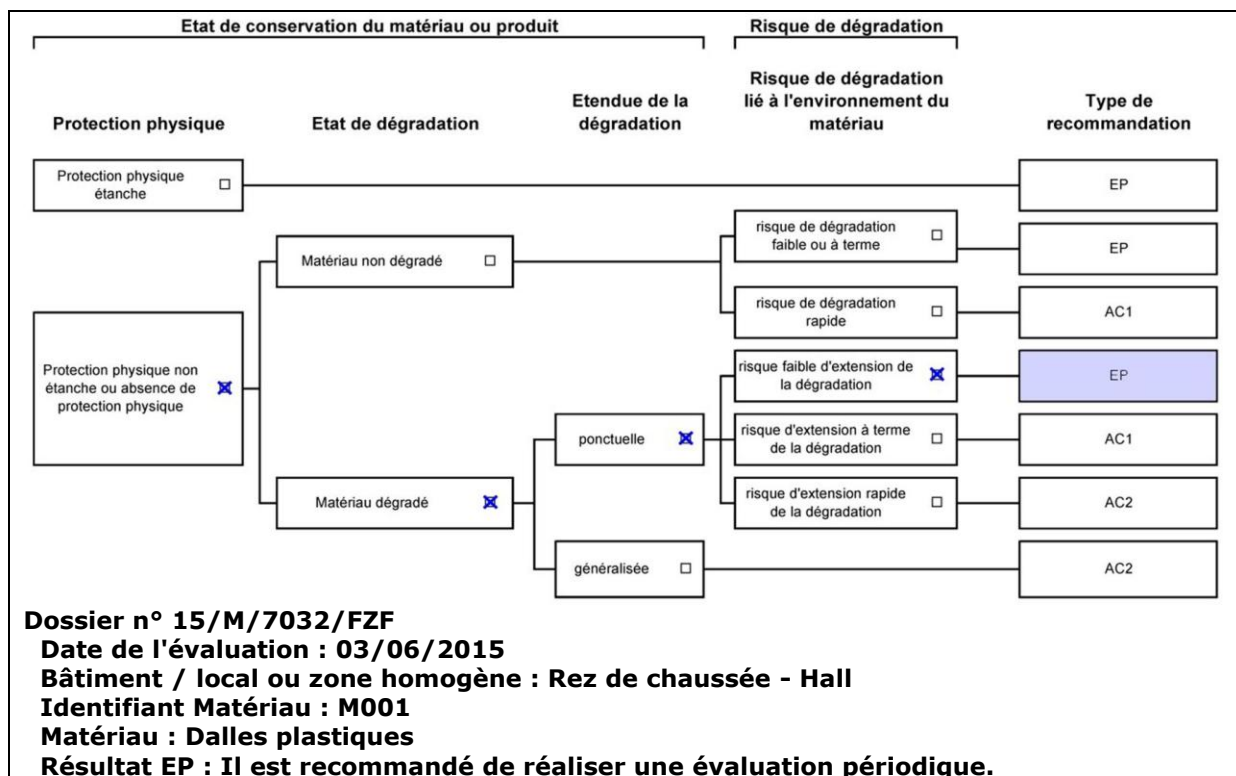 Etat de conservation du matériau ou produit
Risque de dégradation
Protection physique
Etat de dégradation
Etendue de la
dégradation
Risque de dégradation
lié à l'environnement du
matériau
Type de
recommandation
Protection physique
étanche
EP
Matériau non dégradé
risque de dégradation
faible ou à terme
EP
risque de dégradation
rapide
AC1
Protection physique non
étanche ou absence de
protection physique
risque faible d'extension de
la dégradation
EP
ponctuelle
risque d'extension à terme
de la dégradation
AC1
Matériau dégradé
risque d'extension rapide
de la dégradation
AC2
généralisée
AC2
Dossier n° 15/M/7032/FZF
Date de l'évaluation : 03/06/2015
Bâtiment / local ou zone homogène : Rez de chaussée - Hall
Identifiant Matériau : M001
Matériau : Dalles plastiques
Résultat EP : Il est recommandé de réaliser une évaluation périodique.